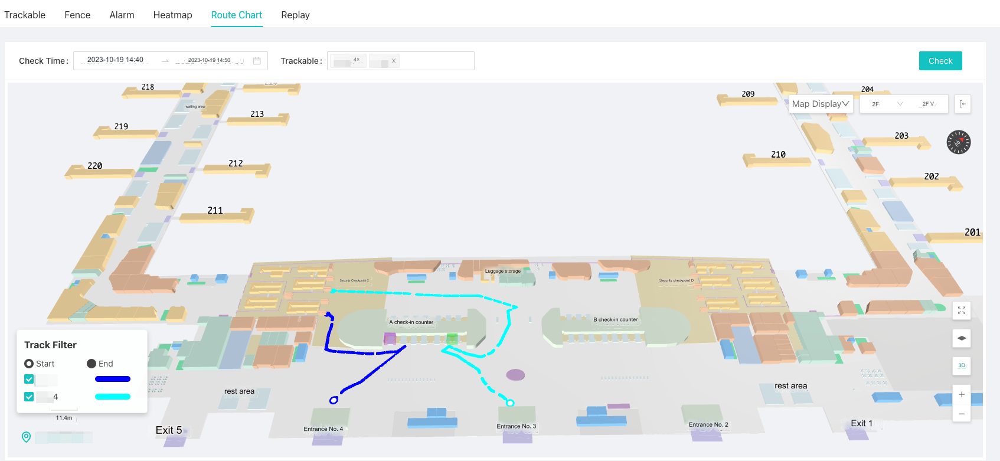 Trackable Fence Alarm Heatmap Route Chart Replay
Check Time : 2023-10-19 14:40 → 2023-10-19 14:50 Trackable : 4× X Check
218
214
209
204
Map Display
2F
2F V
waiting area
213
219
203
212
220
210
202
211
201
Luggage storage
Security Checkpoint C
Security checkpoint D
A check-in counter
B check-in counter
Track Filter
Start End
4
3D
+
−
rest area
rest area
11.4m
Exit 5
Entrance No. 4
Entrance No. 3
Entrance No. 2
Exit 1